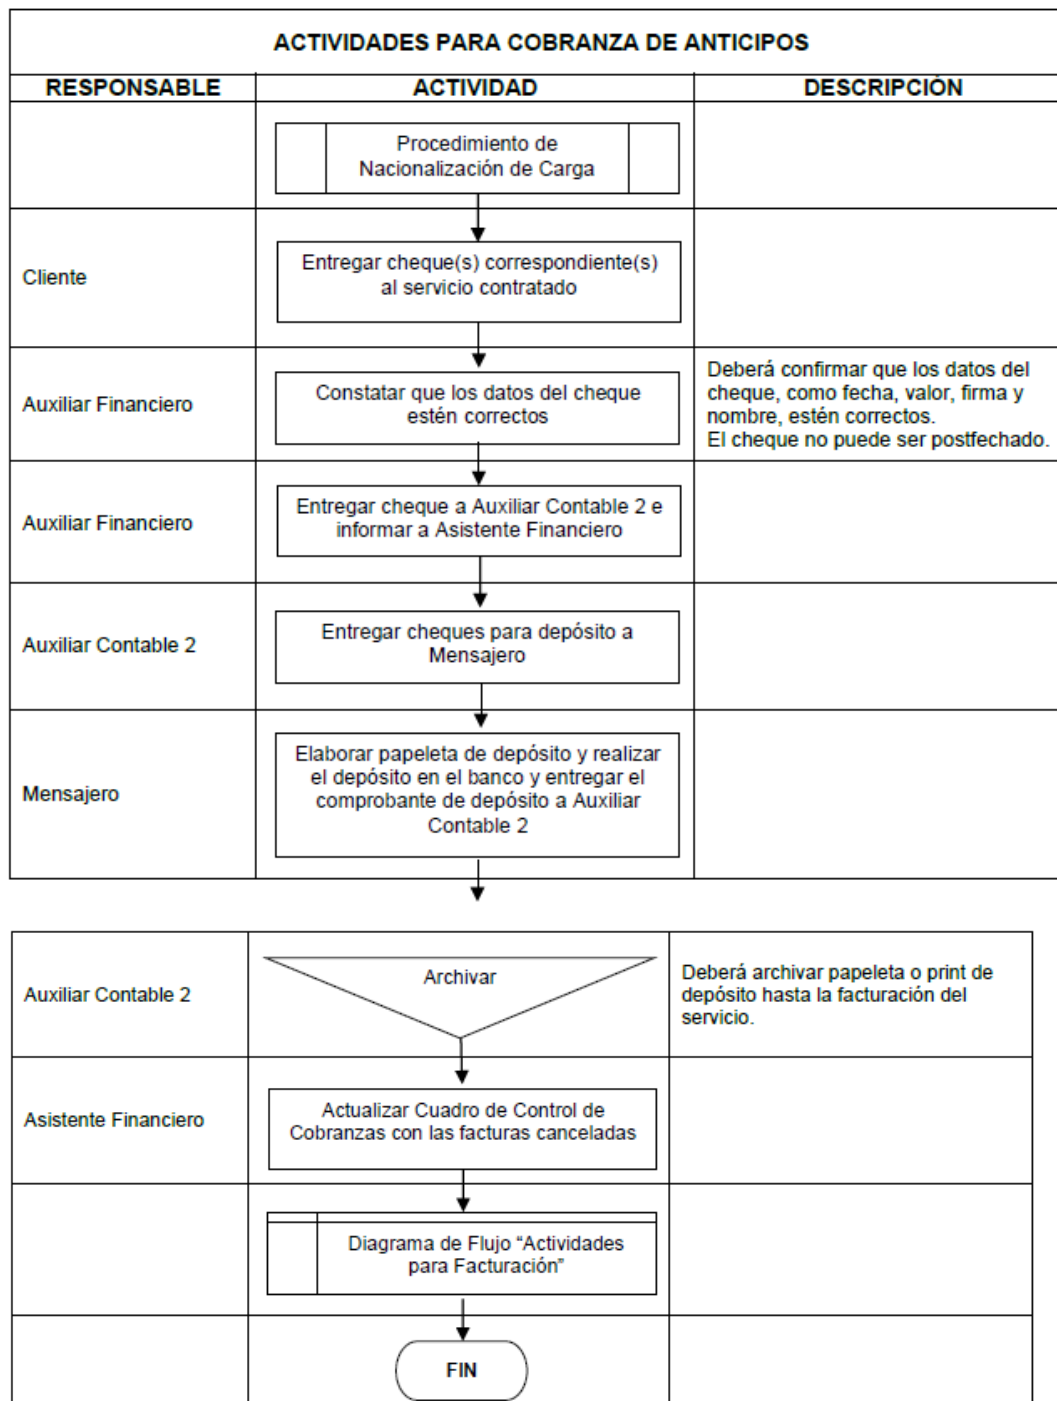 ACTIVIDADES PARA COBRANZA DE ANTICIPOS
RESPONSABLE ACTIVIDAD DESCRIPCIÓN
Procedimiento de
Nacionalización de Carga
Cliente
Entregar cheque(s) correspondiente(s)
al servicio contratado
Auxiliar Financiero
Constatar que los datos del cheque
estén correctos
Deberá confirmar que los datos del
cheque, como fecha, valor, firma y
nombre, estén correctos.
El cheque no puede ser postfechado.
Auxiliar Financiero
Entregar cheque a Auxiliar Contable 2 e
informar a Asistente Financiero
Auxiliar Contable 2
Entregar cheques para depósito a
Mensajero
Mensajero
Elaborar papeleta de depósito y realizar
el depósito en el banco y entregar el
comprobante de depósito a Auxiliar
Contable 2
Auxiliar Contable 2
Archivar
Deberá archivar papeleta o print de
depósito hasta la facturación del
servicio.
Asistente Financiero
Actualizar Cuadro de Control de
Cobranzas con las facturas canceladas
Diagrama de Flujo “Actividades
para Facturación”
FIN